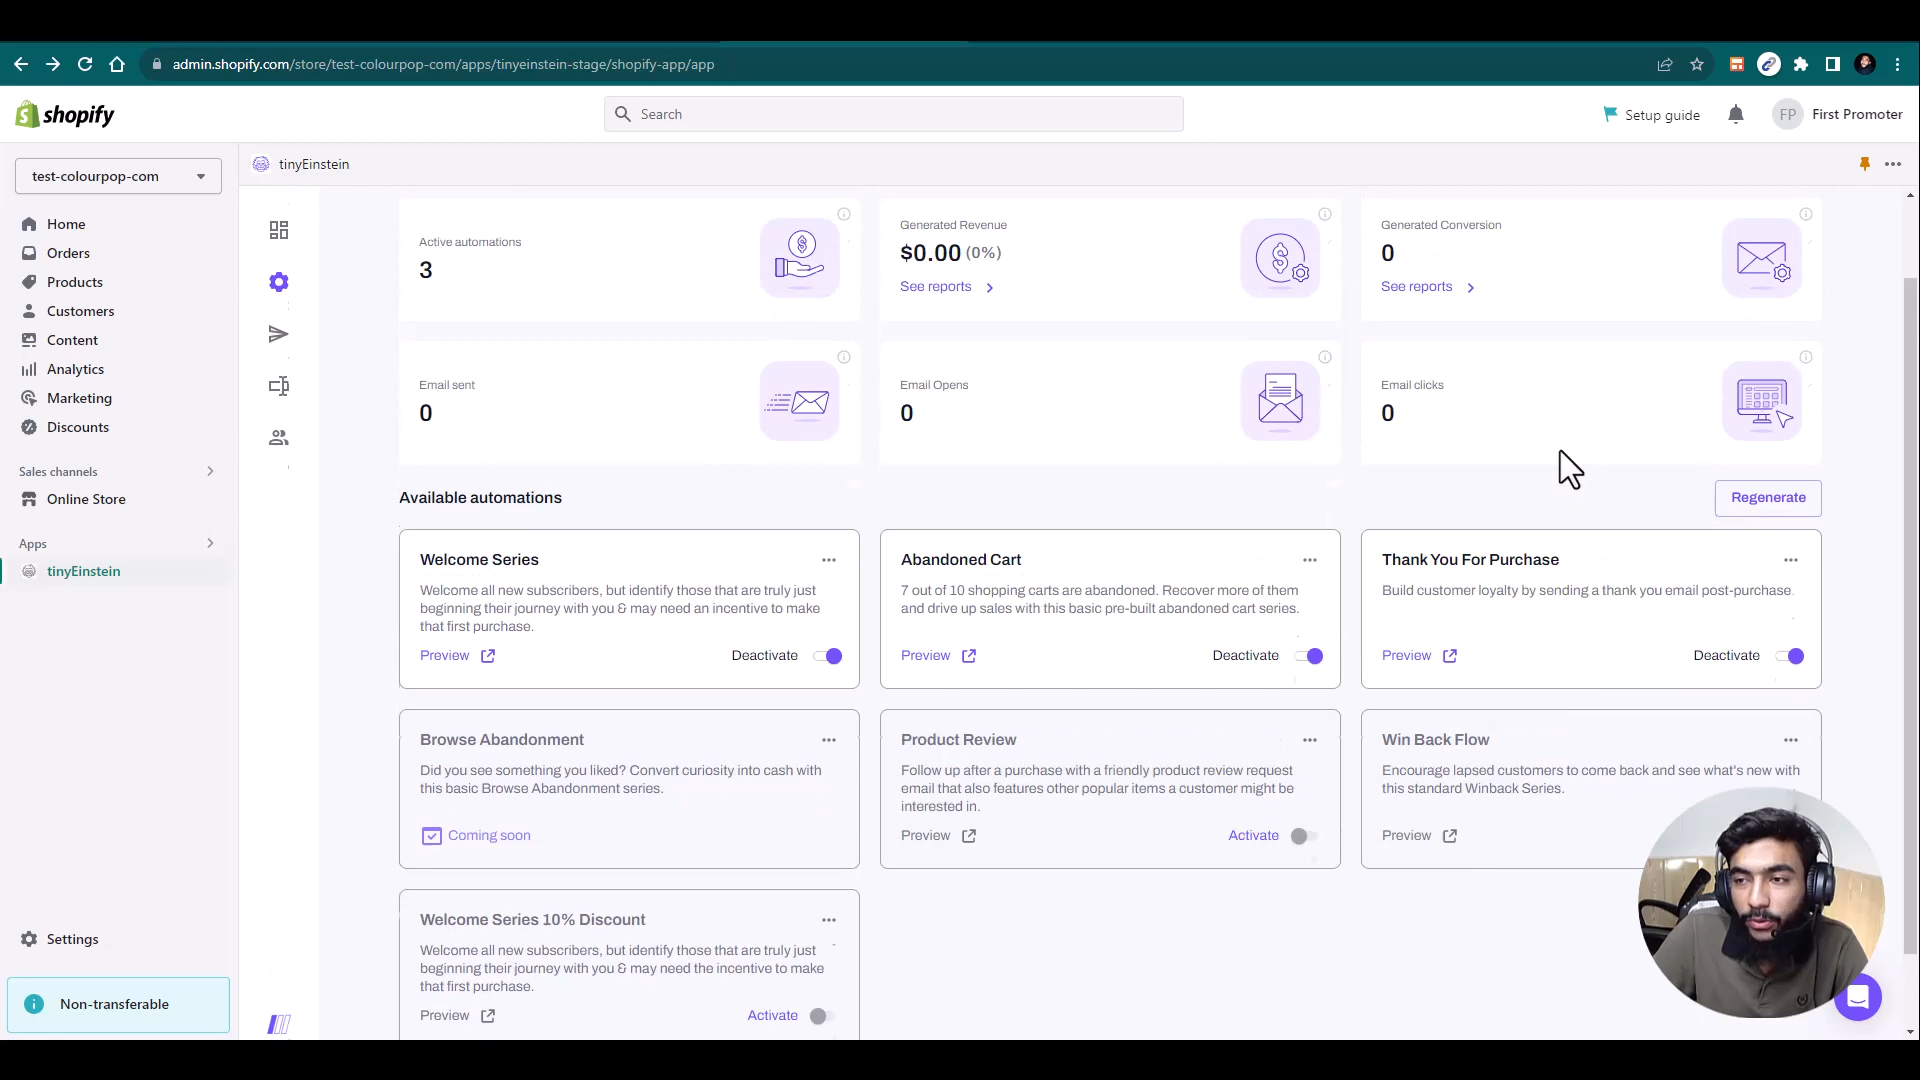 admin.shopify.com/store/test-colourpop-com/apps/tinyeinstein-stage/shopify-app/app
shopify
Search
Setup guide
FP
First Promoter
test-colourpop-com
tinyEinstein
Home
Orders
Products
Customers
Content
Analytics
Marketing
Discounts
Sales channels
Online Store
Apps
tinyEinstein
Settings
Non-transferable
Active automations
3
Generated Revenue
$0.00 (0%)
See reports
Generated Conversion
0
See reports
Email sent
0
Email Opens
0
Email clicks
0
Available automations
Regenerate
Welcome Series
Welcome all new subscribers, but identify those that are truly just
beginning their journey with you & may need an incentive to make
that first purchase.
Preview
Deactivate
Abandoned Cart
7 out of 10 shopping carts are abandoned. Recover more of them
and drive up sales with this basic pre-built abandoned cart series.
Preview
Deactivate
Thank You For Purchase
Build customer loyalty by sending a thank you email post-purchase.
Preview
Deactivate
Browse Abandonment
Did you see something you liked? Convert curiosity into cash with
this basic Browse Abandonment series.
Coming soon
Product Review
Follow up after a purchase with a friendly product review request
email that also features other popular items a customer might be
interested in.
Preview
Activate
Win Back Flow
Encourage lapsed customers to come back and see what's new with
this standard Winback Series.
Preview
Welcome Series 10% Discount
Welcome all new subscribers, but identify those that are truly just
beginning their journey with you & may need the incentive to make
that first purchase.
Preview
Activate